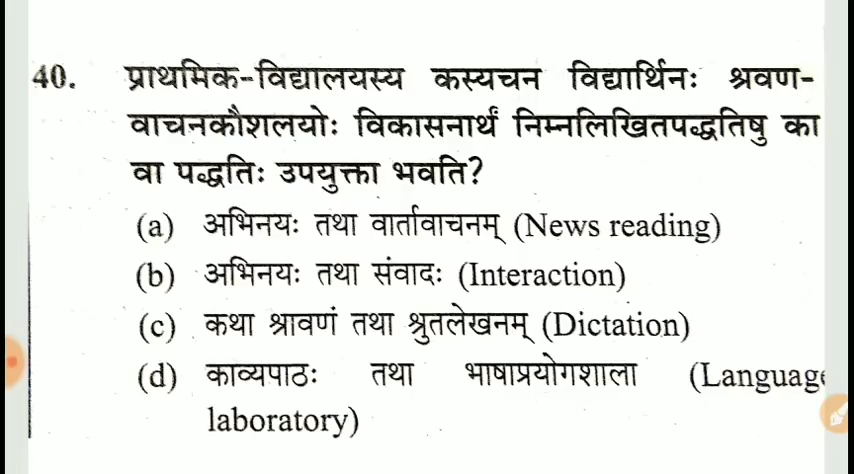 40. प्राथमिक-विद्यालयस्य कस्यचन विद्यार्थिनः श्रवण-
वाचनकौशलयोः विकासनार्थं निम्नलिखितपद्धतिषु का
वा पद्धतिः उपयुक्ता भवति?
(a) अभिनयः तथा वार्तावाचनम् (News reading)
(b) अभिनयः तथा संवादः (Interaction)
(c) कथा श्रावणं तथा श्रुतलेखनम् (Dictation)
(d) काव्यपाठः तथा भाषाप्रयोगशाला (Language
laboratory)